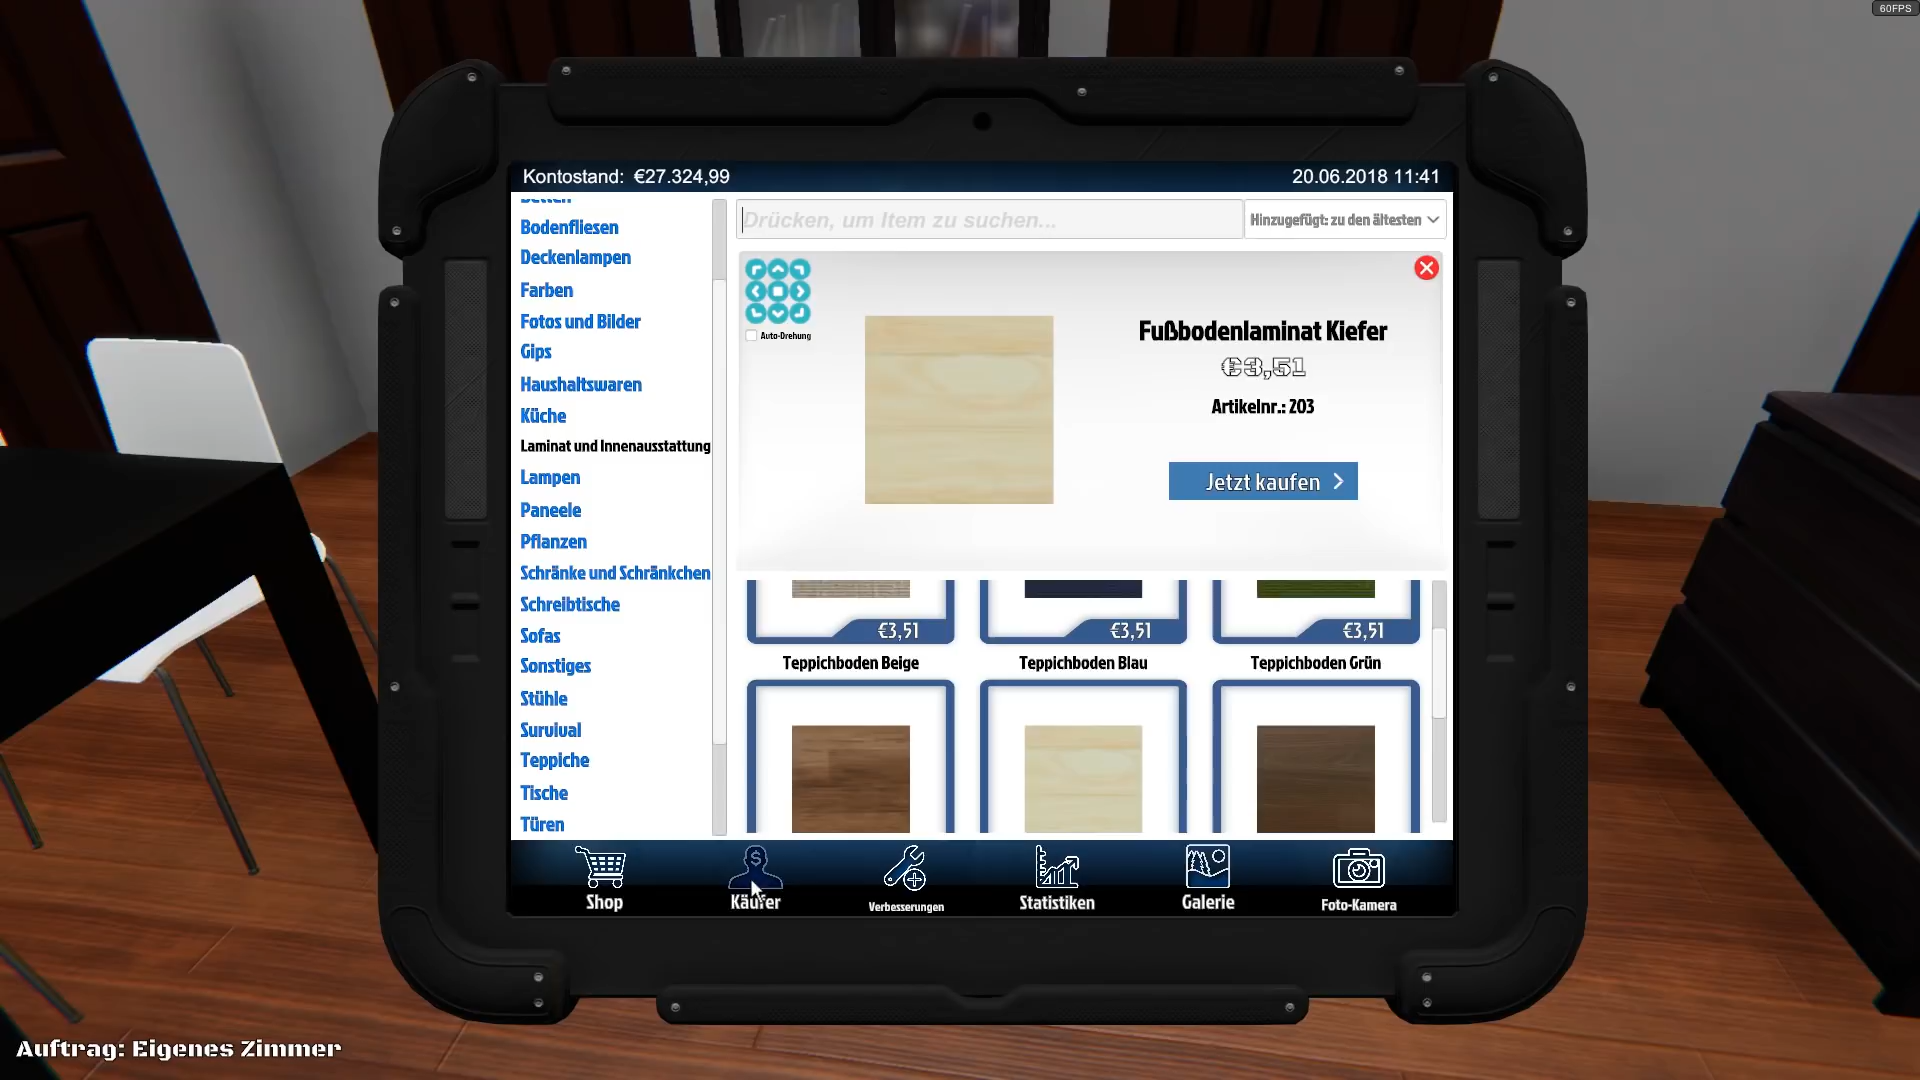 60FPS
Kontostand: €27.324,99
20.06.2018 11:41
Betten
Bodenfliesen
Deckenlampen
Farben
Fotos und Bilder
Gips
Haushaltswaren
Küche
Laminat und Innenausstattung
Lampen
Paneele
Pflanzen
Schränke und Schränkchen
Schreibtische
Sofas
Sonstiges
Stühle
Survival
Teppiche
Tische
Türen
Drücken, um Item zu suchen...
Hinzugefügt: zu den ältesten
Auto-Drehung
Fußbodenlaminat Kiefer
€3,51
Artikelnr.: 203
Jetzt kaufen
€3,51
€3,51
€3,51
Teppichboden Beige
Teppichboden Blau
Teppichboden Grün
Shop
Käufer
Verbesserungen
Statistiken
Galerie
Foto-Kamera
Auftrag: Eigenes Zimmer